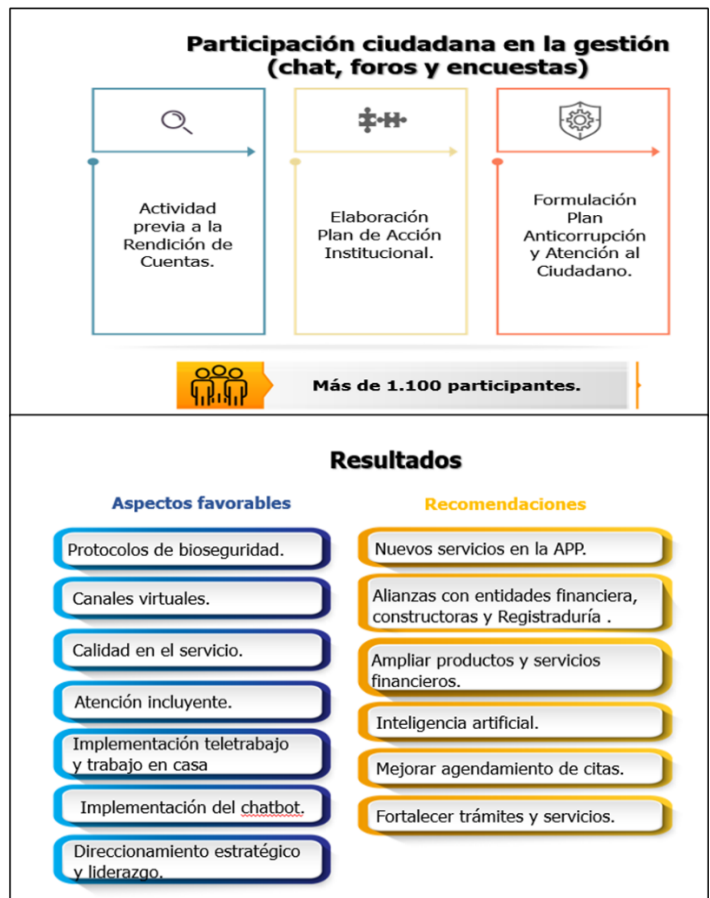 Participación ciudadana en la gestión
(chat, foros y encuestas)
Actividad
previa a la
Rendición de
Cuentas.
Elaboración
Plan de Acción
Institucional.
Formulación
Plan
Anticorrupción
y Atención al
Ciudadano.
Más de 1.100 participantes.
Resultados
Aspectos favorables
Protocolos de bioseguridad.
Canales virtuales.
Calidad en el servicio.
Atención incluyente.
Implementación teletrabajo
y trabajo en casa
Implementación del chatbot.
Direccionamiento estratégico
y liderazgo.
Recomendaciones
Nuevos servicios en la APP.
Alianzas con entidades financiera,
constructoras y Registraduría .
Ampliar productos y servicios
financieros.
Inteligencia artificial.
Mejorar agendamiento de citas.
Fortalecer trámites y servicios.